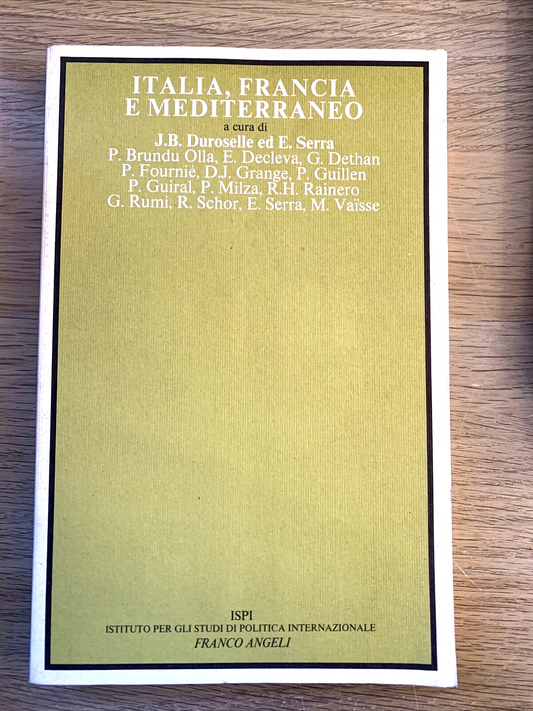 ITALIA, FRANCIA
E MEDITERRANEO
a cura di
J.B. Duroselle ed E. Serra
P. Brundu Olla, E. Decleva, G. Dethan
P. Fournié, D.J. Grange, P. Guillen
P. Guiral, P. Milza, R.H. Rainero
G. Rumi, R. Schor, E. Serra, M. Vaïsse
ISPI
ISTITUTO PER GLI STUDI DI POLITICA INTERNAZIONALE
FRANCO ANGELI